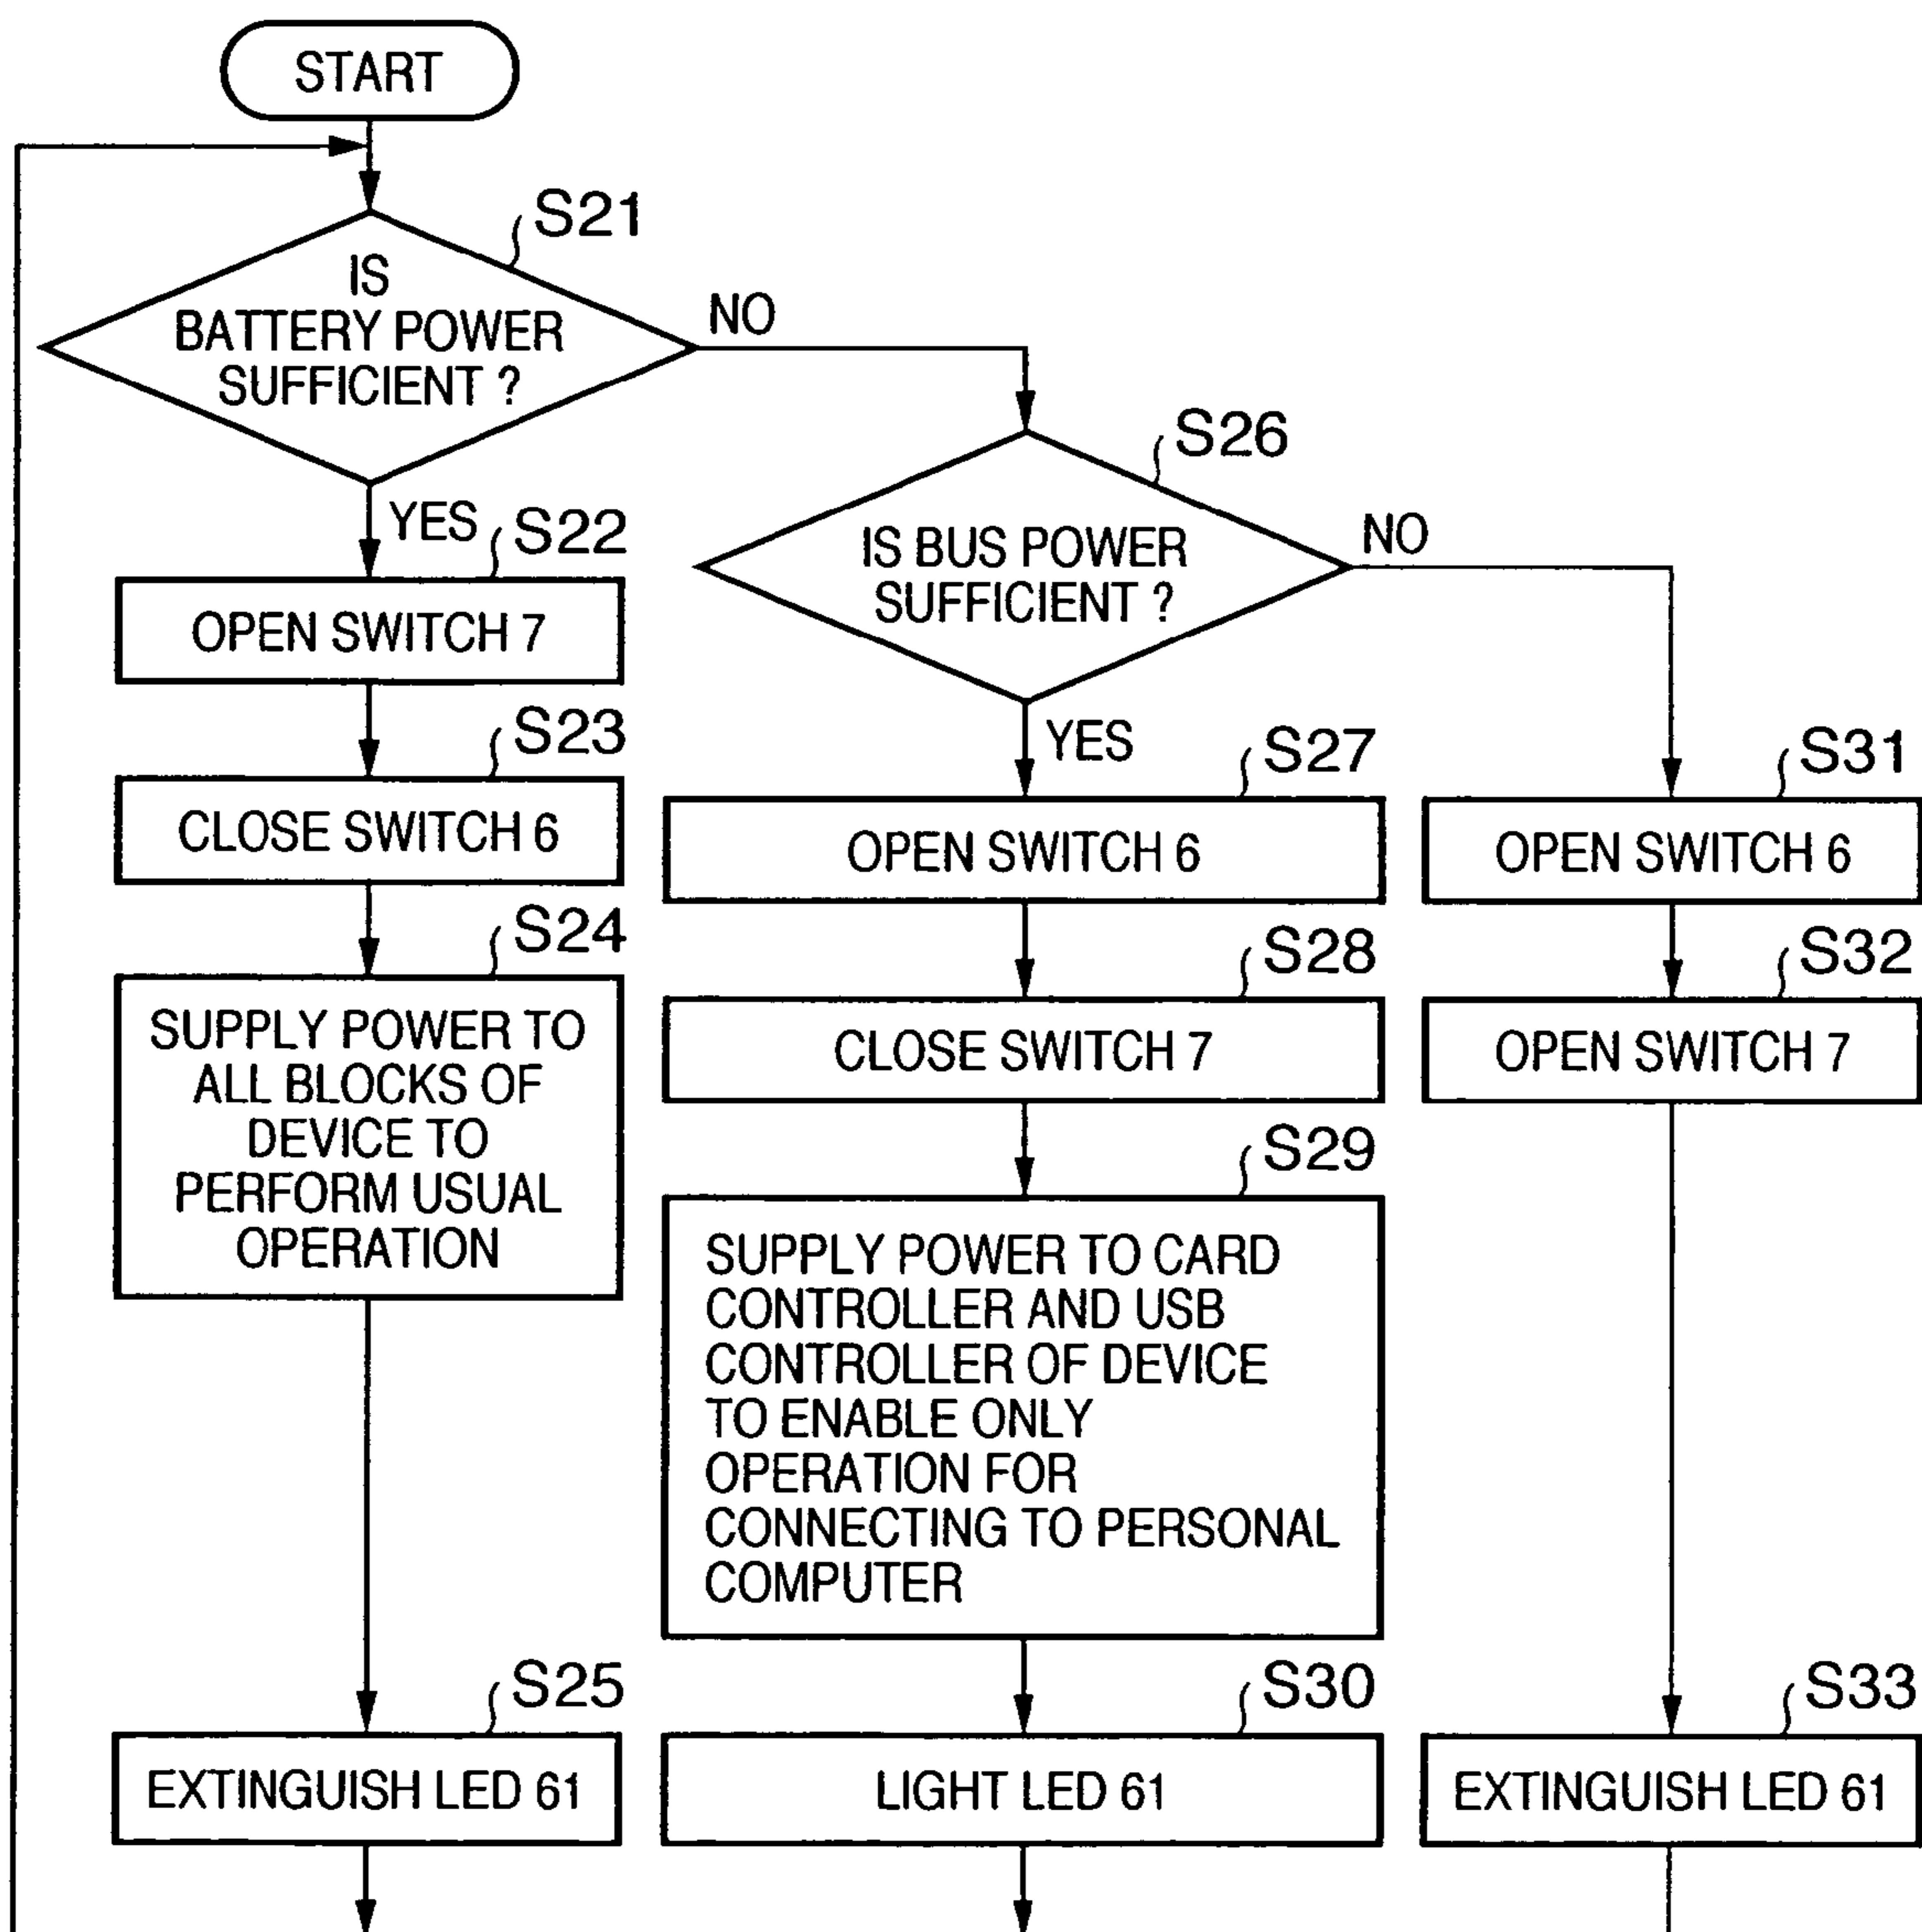 START
S21
IS
BATTERY POWER
SUFFICIENT ?
NO
YES
S22
OPEN SWITCH 7
S23
CLOSE SWITCH 6
S24
SUPPLY POWER TO
ALL BLOCKS OF
DEVICE TO
PERFORM USUAL
OPERATION
S25
EXTINGUISH LED 61
S26
IS BUS POWER
SUFFICIENT ?
NO
YES
S27
OPEN SWITCH 6
S28
CLOSE SWITCH 7
S29
SUPPLY POWER TO CARD
CONTROLLER AND USB
CONTROLLER OF DEVICE
TO ENABLE ONLY
OPERATION FOR
CONNECTING TO PERSONAL
COMPUTER
S30
LIGHT LED 61
S31
OPEN SWITCH 6
S32
OPEN SWITCH 7
S33
EXTINGUISH LED 61